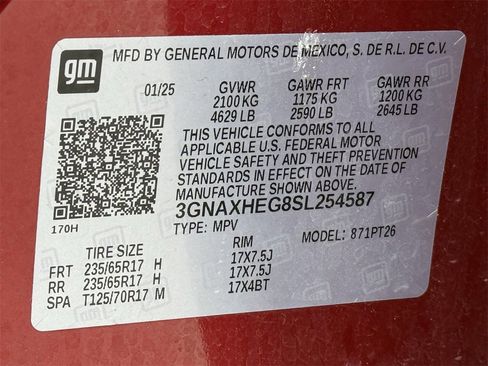 gm
MFD BY GENERAL MOTORS DE MEXICO, S. DE R.L. DE C.V.
01/25 GVWR GAWR FRT GAWR RR
2100 KG 1175 KG 1200 KG
4629 LB 2590 LB 2645 LB
THIS VEHICLE CONFORMS TO ALL
APPLICABLE U.S. FEDERAL MOTOR
VEHICLE SAFETY AND THEFT PREVENTION
STANDARDS IN EFFECT ON THE DATE OF
MANUFACTURE SHOWN ABOVE.
3GNAXHEG8SL254587
170H
TYPE: MPV MODEL: 871PT26
TIRE SIZE RIM
FRT 235/65R17 H 17X7.5J
RR 235/65R17 H 17X7.5J
SPA T125/70R17 M 17X4BT